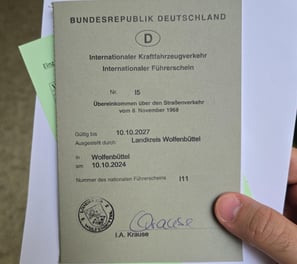 BUNDESREPUBLIK DEUTSCHLAND
D
Internationaler Kraftfahrzeugverkehr
Internationaler Führerschein
Nr. I5
Übereinkommen über den Straßenverkehr
vom 8. November 1968
Gültig bis 10.10.2027
Ausgestellt durch Landkreis Wolfenbüttel
in Wolfenbüttel
am 10.10.2024
Nummer des nationalen Führerscheins I11
Krause
I.A. Krause